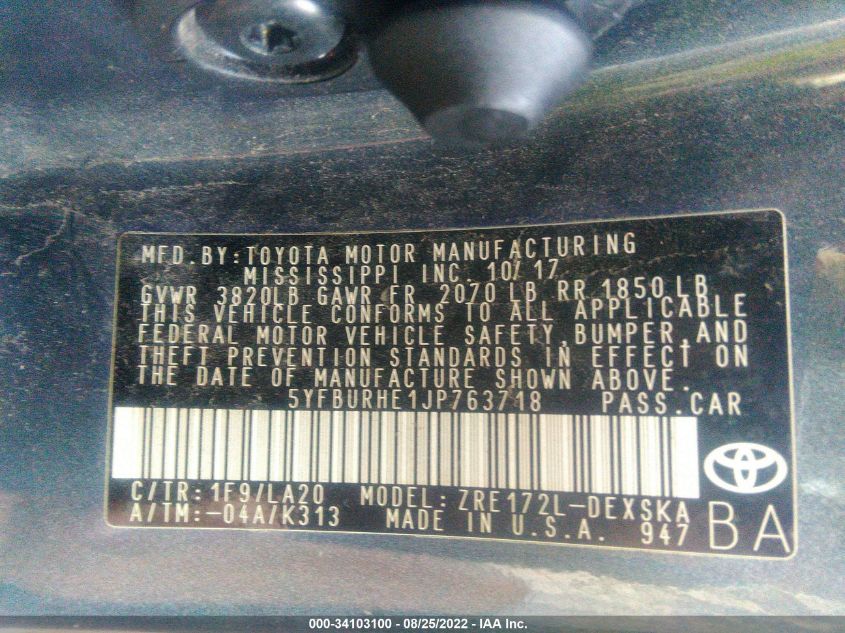 MFD.BY:TOYOTA MOTOR MANUFACTURING
MISSISSIPPI INC. 10/17
GVWR 3820LB GAWR FR 2070 LB RR 1850 LB
THIS VEHICLE CONFORMS TO ALL APPLICABLE
FEDERAL MOTOR VEHICLE SAFETY,BUMPER,AND
THEFT PREVENTION STANDARDS IN EFFECT ON
THE DATE OF MANUFACTURE SHOWN ABOVE.
5YFBURHE1JP763718 PASS.CAR
C/TR: 1F9/LA20 MODEL: ZRE172L-DEXSKA
A/TM:-04A/K313 MADE IN U.S.A. 947 BA
000-34103100 - 08/25/2022 - IAA Inc.